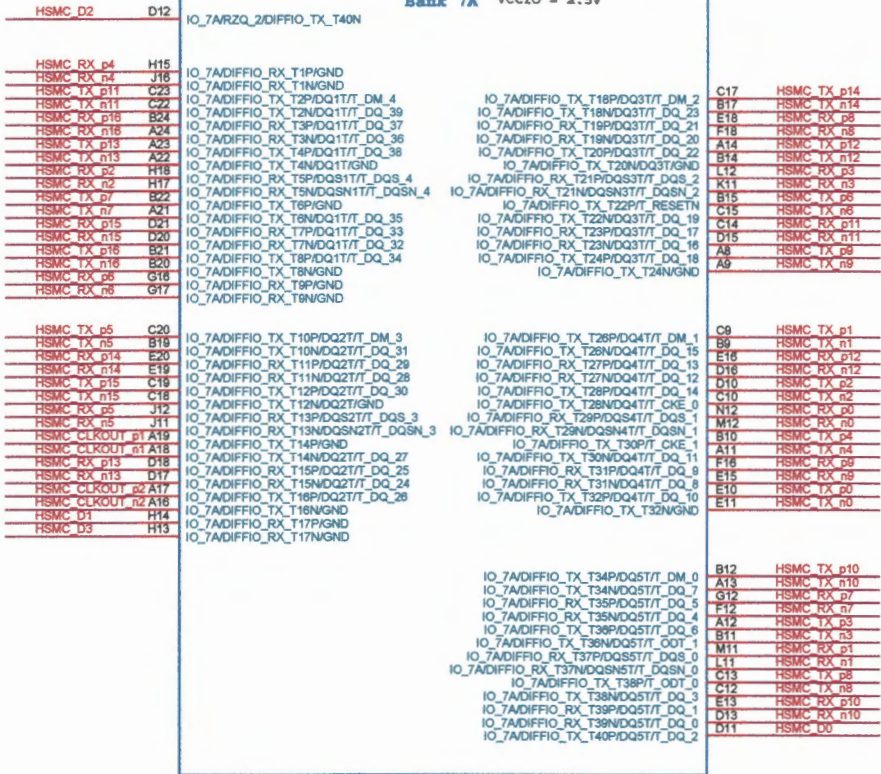 Bank 7A VCCIO = 2.5V
HSMC_D2 D12 IO_7A/RZQ_2/DIFFIO_TX_T40N
HSMC_RX_p4 H15 IO_7A/DIFFIO_RX_T1P/GND
HSMC_RX_n4 J16 IO_7A/DIFFIO_RX_T1N/GND
HSMC_TX_p11 C23 IO_7A/DIFFIO_TX_T2P/DQ1T/T_DM_4
HSMC_TX_n11 C22 IO_7A/DIFFIO_TX_T2N/DQ1T/T_DQ_39
HSMC_RX_p16 B24 IO_7A/DIFFIO_RX_T3P/DQ1T/T_DQ_37
HSMC_RX_n16 A24 IO_7A/DIFFIO_RX_T3N/DQ1T/T_DQ_36
HSMC_TX_p13 A23 IO_7A/DIFFIO_TX_T4P/DQ1T/T_DQ_38
HSMC_TX_n13 A22 IO_7A/DIFFIO_TX_T4N/DQ1T/GND
HSMC_RX_p2 H18 IO_7A/DIFFIO_RX_T5P/DQS1T/T_DQS_4
HSMC_RX_n2 H17 IO_7A/DIFFIO_RX_T5N/DQSN1T/T_DQSN_4
HSMC_TX_p7 B22 IO_7A/DIFFIO_TX_T6P/GND
HSMC_TX_n7 A21 IO_7A/DIFFIO_TX_T6N/DQ1T/T_DQ_35
HSMC_RX_p15 D21 IO_7A/DIFFIO_RX_T7P/DQ1T/T_DQ_33
HSMC_RX_n15 D20 IO_7A/DIFFIO_RX_T7N/DQ1T/T_DQ_32
HSMC_TX_p16 B21 IO_7A/DIFFIO_TX_T8P/DQ1T/T_DQ_34
HSMC_TX_n16 B20 IO_7A/DIFFIO_TX_T8N/GND
HSMC_RX_p6 G16 IO_7A/DIFFIO_RX_T9P/GND
HSMC_RX_n6 G17 IO_7A/DIFFIO_RX_T9N/GND
HSMC_TX_p5 C20 IO_7A/DIFFIO_TX_T10P/DQ2T/T_DM_3
HSMC_TX_n5 B19 IO_7A/DIFFIO_TX_T10N/DQ2T/T_DQ_31
HSMC_RX_p14 E20 IO_7A/DIFFIO_RX_T11P/DQ2T/T_DQ_29
HSMC_RX_n14 E19 IO_7A/DIFFIO_RX_T11N/DQ2T/T_DQ_28
HSMC_TX_p15 C19 IO_7A/DIFFIO_TX_T12P/DQ2T/T_DQ_30
HSMC_TX_n15 C18 IO_7A/DIFFIO_TX_T12N/DQ2T/GND
HSMC_RX_p5 J12 IO_7A/DIFFIO_RX_T13P/DQS2T/T_DQS_3
HSMC_RX_n5 J11 IO_7A/DIFFIO_RX_T13N/DQSN2T/T_DQSN_3
HSMC_CLKOUT_p1 A19 IO_7A/DIFFIO_TX_T14P/GND
HSMC_CLKOUT_n1 A18 IO_7A/DIFFIO_TX_T14N/DQ2T/T_DQ_27
HSMC_RX_p13 D18 IO_7A/DIFFIO_RX_T15P/DQ2T/T_DQ_25
HSMC_RX_n13 D17 IO_7A/DIFFIO_RX_T15N/DQ2T/T_DQ_24
HSMC_CLKOUT_p2 A17 IO_7A/DIFFIO_TX_T16P/DQ2T/T_DQ_26
HSMC_CLKOUT_n2 A16 IO_7A/DIFFIO_TX_T16N/GND
HSMC_D1 H14 IO_7A/DIFFIO_RX_T17P/GND
HSMC_D3 H13 IO_7A/DIFFIO_RX_T17N/GND
IO_7A/DIFFIO_TX_T18P/DQ3T/T_DM_2 C17 HSMC_TX_p14
IO_7A/DIFFIO_TX_T18N/DQ3T/T_DQ_23 B17 HSMC_TX_n14
IO_7A/DIFFIO_RX_T19P/DQ3T/T_DQ_21 E18 HSMC_RX_p8
IO_7A/DIFFIO_RX_T19N/DQ3T/T_DQ_20 F18 HSMC_RX_n8
IO_7A/DIFFIO_TX_T20P/DQ3T/T_DQ_22 A14 HSMC_TX_p12
IO_7A/DIFFIO_TX_T20N/DQ3T/GND B14 HSMC_TX_n12
IO_7A/DIFFIO_RX_T21P/DQS3T/T_DQS_2 L12 HSMC_RX_p3
IO_7A/DIFFIO_RX_T21N/DQSN3T/T_DQSN_2 K11 HSMC_RX_n3
IO_7A/DIFFIO_TX_T22P/T_RESETN B15 HSMC_TX_p6
IO_7A/DIFFIO_TX_T22N/DQ3T/T_DQ_19 C15 HSMC_TX_n6
IO_7A/DIFFIO_RX_T23P/DQ3T/T_DQ_17 C14 HSMC_RX_p11
IO_7A/DIFFIO_RX_T23N/DQ3T/T_DQ_16 D15 HSMC_RX_n11
IO_7A/DIFFIO_TX_T24P/DQ3T/T_DQ_18 A8 HSMC_TX_p9
IO_7A/DIFFIO_TX_T24N/GND A9 HSMC_TX_n9
IO_7A/DIFFIO_TX_T26P/DQ4T/T_DM_1 C9 HSMC_TX_p1
IO_7A/DIFFIO_TX_T26N/DQ4T/T_DQ_15 B9 HSMC_TX_n1
IO_7A/DIFFIO_RX_T27P/DQ4T/T_DQ_13 E16 HSMC_RX_p12
IO_7A/DIFFIO_RX_T27N/DQ4T/T_DQ_12 D16 HSMC_RX_n12
IO_7A/DIFFIO_TX_T28P/DQ4T/T_DQ_14 D10 HSMC_TX_p2
IO_7A/DIFFIO_TX_T28N/DQ4T/T_CKE_0 C10 HSMC_TX_n2
IO_7A/DIFFIO_RX_T29P/DQS4T/T_DQS_1 N12 HSMC_RX_p0
IO_7A/DIFFIO_RX_T29N/DQSN4T/T_DQSN_1 M12 HSMC_RX_n0
IO_7A/DIFFIO_TX_T30P/T_CKE_1 B10 HSMC_TX_p4
IO_7A/DIFFIO_TX_T30N/DQ4T/T_DQ_11 A11 HSMC_TX_n4
IO_7A/DIFFIO_RX_T31P/DQ4T/T_DQ_9 F16 HSMC_RX_p9
IO_7A/DIFFIO_RX_T31N/DQ4T/T_DQ_8 E15 HSMC_RX_n9
IO_7A/DIFFIO_TX_T32P/DQ4T/T_DQ_10 E10 HSMC_TX_p0
IO_7A/DIFFIO_TX_T32N/GND E11 HSMC_TX_n0
IO_7A/DIFFIO_TX_T34P/DQ5T/T_DM_0 B12 HSMC_TX_p10
IO_7A/DIFFIO_TX_T34N/DQ5T/T_DQ_7 A13 HSMC_TX_n10
IO_7A/DIFFIO_RX_T35P/DQ5T/T_DQ_5 G12 HSMC_RX_p7
IO_7A/DIFFIO_RX_T35N/DQ5T/T_DQ_4 F12 HSMC_RX_n7
IO_7A/DIFFIO_TX_T36P/DQ5T/T_DQ_6 A12 HSMC_TX_p3
IO_7A/DIFFIO_TX_T36N/DQ5T/T_ODT_1 B11 HSMC_TX_n3
IO_7A/DIFFIO_RX_T37P/DQS5T/T_DQS_0 M11 HSMC_RX_p1
IO_7A/DIFFIO_RX_T37N/DQSN5T/T_DQSN_0 L11 HSMC_RX_n1
IO_7A/DIFFIO_TX_T38P/T_ODT_0 C13 HSMC_TX_p8
IO_7A/DIFFIO_TX_T38N/DQ5T/T_DQ_3 C12 HSMC_TX_n8
IO_7A/DIFFIO_RX_T39P/DQ5T/T_DQ_1 E13 HSMC_RX_p10
IO_7A/DIFFIO_RX_T39N/DQ5T/T_DQ_0 D13 HSMC_RX_n10
IO_7A/DIFFIO_TX_T40P/DQ5T/T_DQ_2 D11 HSMC_D0